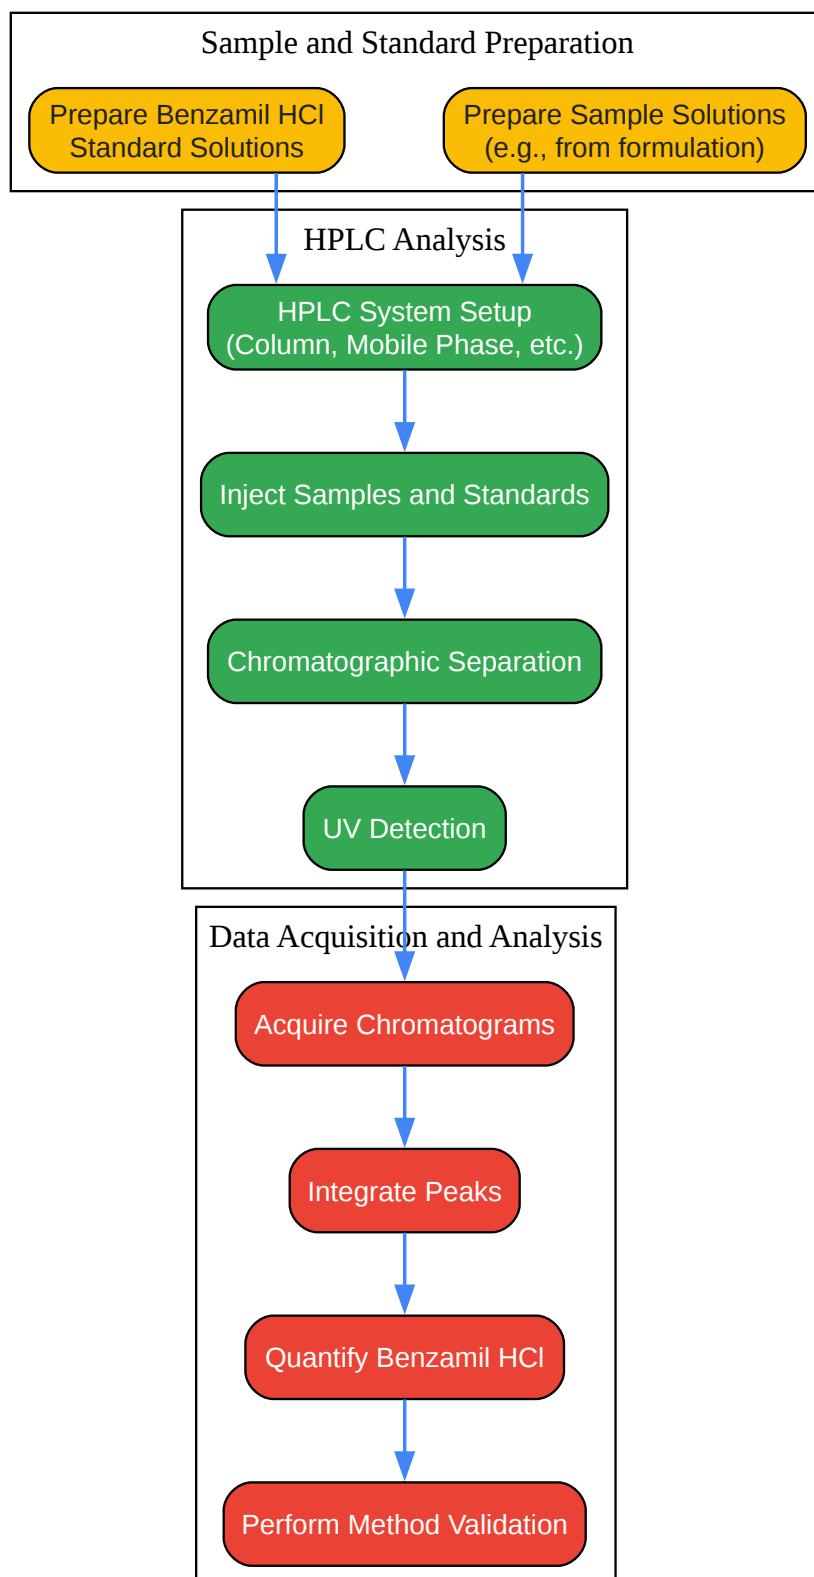 Sample and Standard Preparation
Prepare Benzamil HCl
Standard Solutions
Prepare Sample Solutions
(e.g., from formulation)
HPLC Analysis
HPLC System Setup
(Column, Mobile Phase, etc.)
Inject Samples and Standards
Chromatographic Separation
UV Detection
Data Acquisition and Analysis
Acquire Chromatograms
Integrate Peaks
Quantify Benzamil HCl
Perform Method Validation